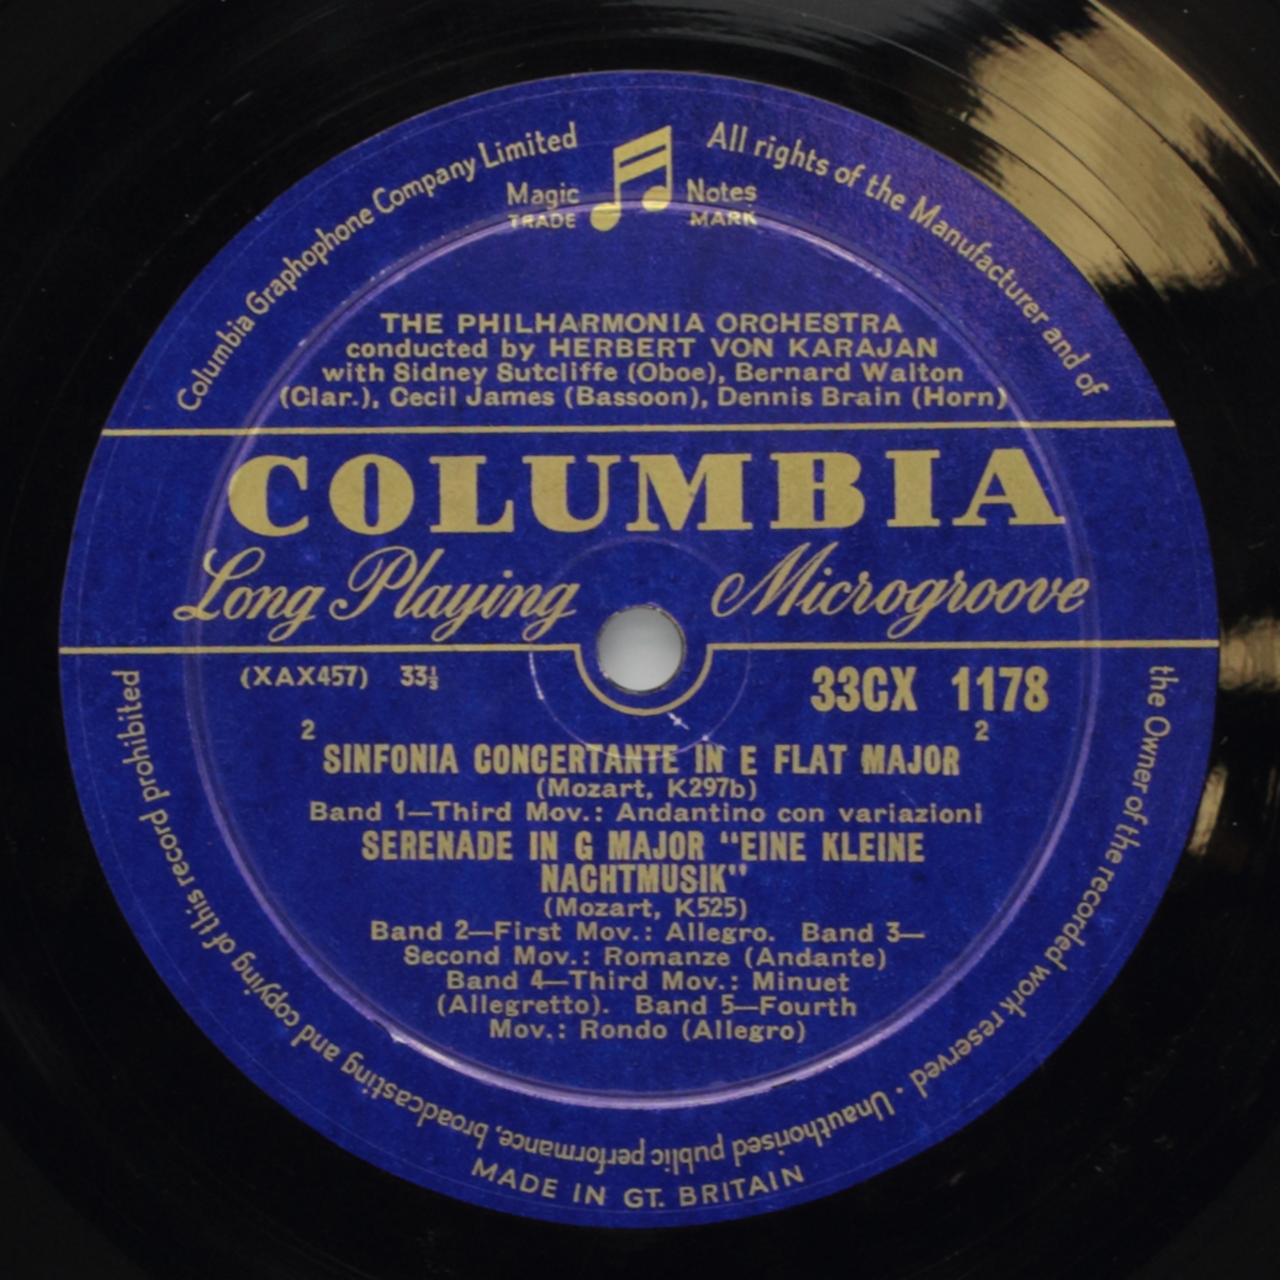 Columbia Graphophone Company Limited
All rights of the Manufacturer and of
the Owner of the recorded work reserved · Unauthorised public performance, broadcasting and copying of this record prohibited
Magic Notes
TRADE MARK
THE PHILHARMONIA ORCHESTRA
conducted by HERBERT VON KARAJAN
with Sidney Sutcliffe (Oboe), Bernard Walton
(Clar.), Cecil James (Bassoon), Dennis Brain (Horn)
COLUMBIA
Long Playing Microgroove
(XAX457) 33⅓ 33CX 1178
2 2
SINFONIA CONCERTANTE IN E FLAT MAJOR
(Mozart, K297b)
Band 1—Third Mov.: Andantino con variazioni
SERENADE IN G MAJOR “EINE KLEINE
NACHTMUSIK”
(Mozart, K525)
Band 2—First Mov.: Allegro. Band 3—
Second Mov.: Romanze (Andante)
Band 4—Third Mov.: Minuet
(Allegretto). Band 5—Fourth
Mov.: Rondo (Allegro)
MADE IN GT. BRITAIN